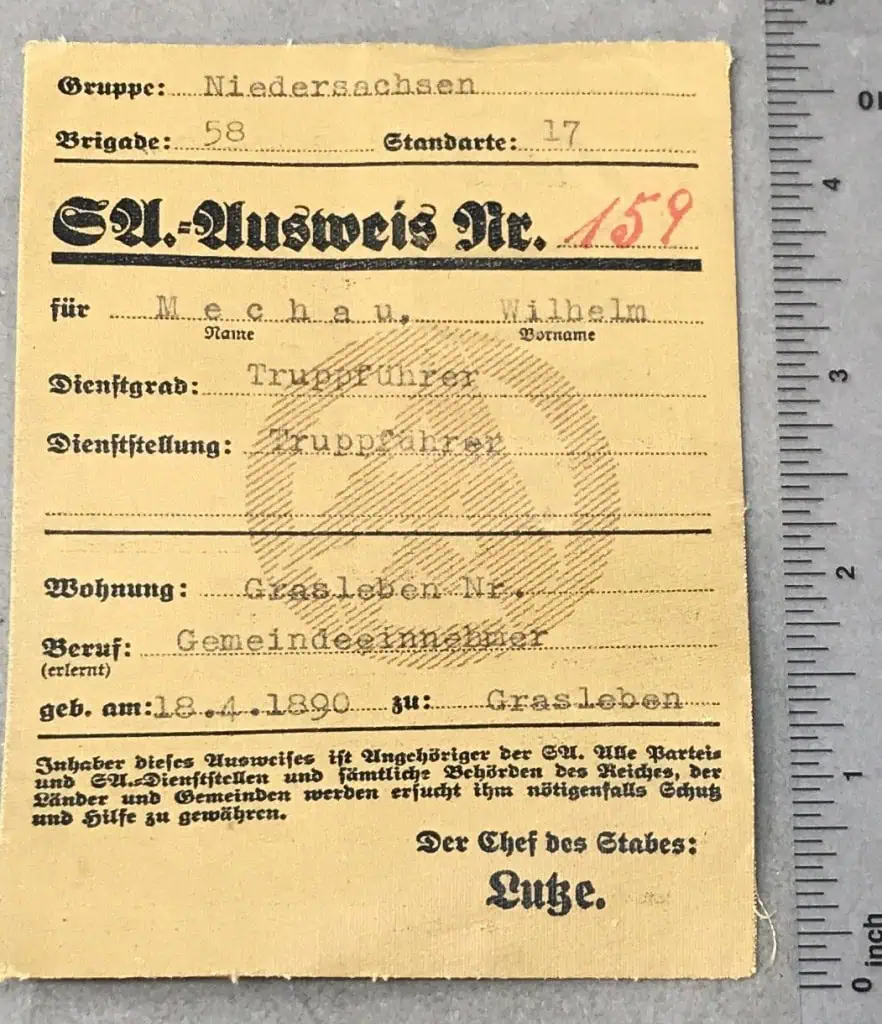 Gruppe: Niedersachsen
Brigade: 58 Standarte: 17
SA.-Ausweis Nr. 159
für Mechau, Wilhelm
Name Vorname
Dienstgrad: Truppführer
Dienststellung: Truppführer
Wohnung: Grasleben Nr.
Beruf: Gemeindeeinnehmer
(erlernt)
geb. am: 18.4.1890 zu: Grasleben
Inhaber dieses Ausweises ist Angehöriger der SA. Alle Partei-
und SA.-Dienststellen und sämtliche Behörden des Reiches, der
Länder und Gemeinden werden ersucht ihm nötigenfalls Schutz
und Hilfe zu gewähren.
Der Chef des Stabes:
Lutze.
4
3
2
1
0 inch